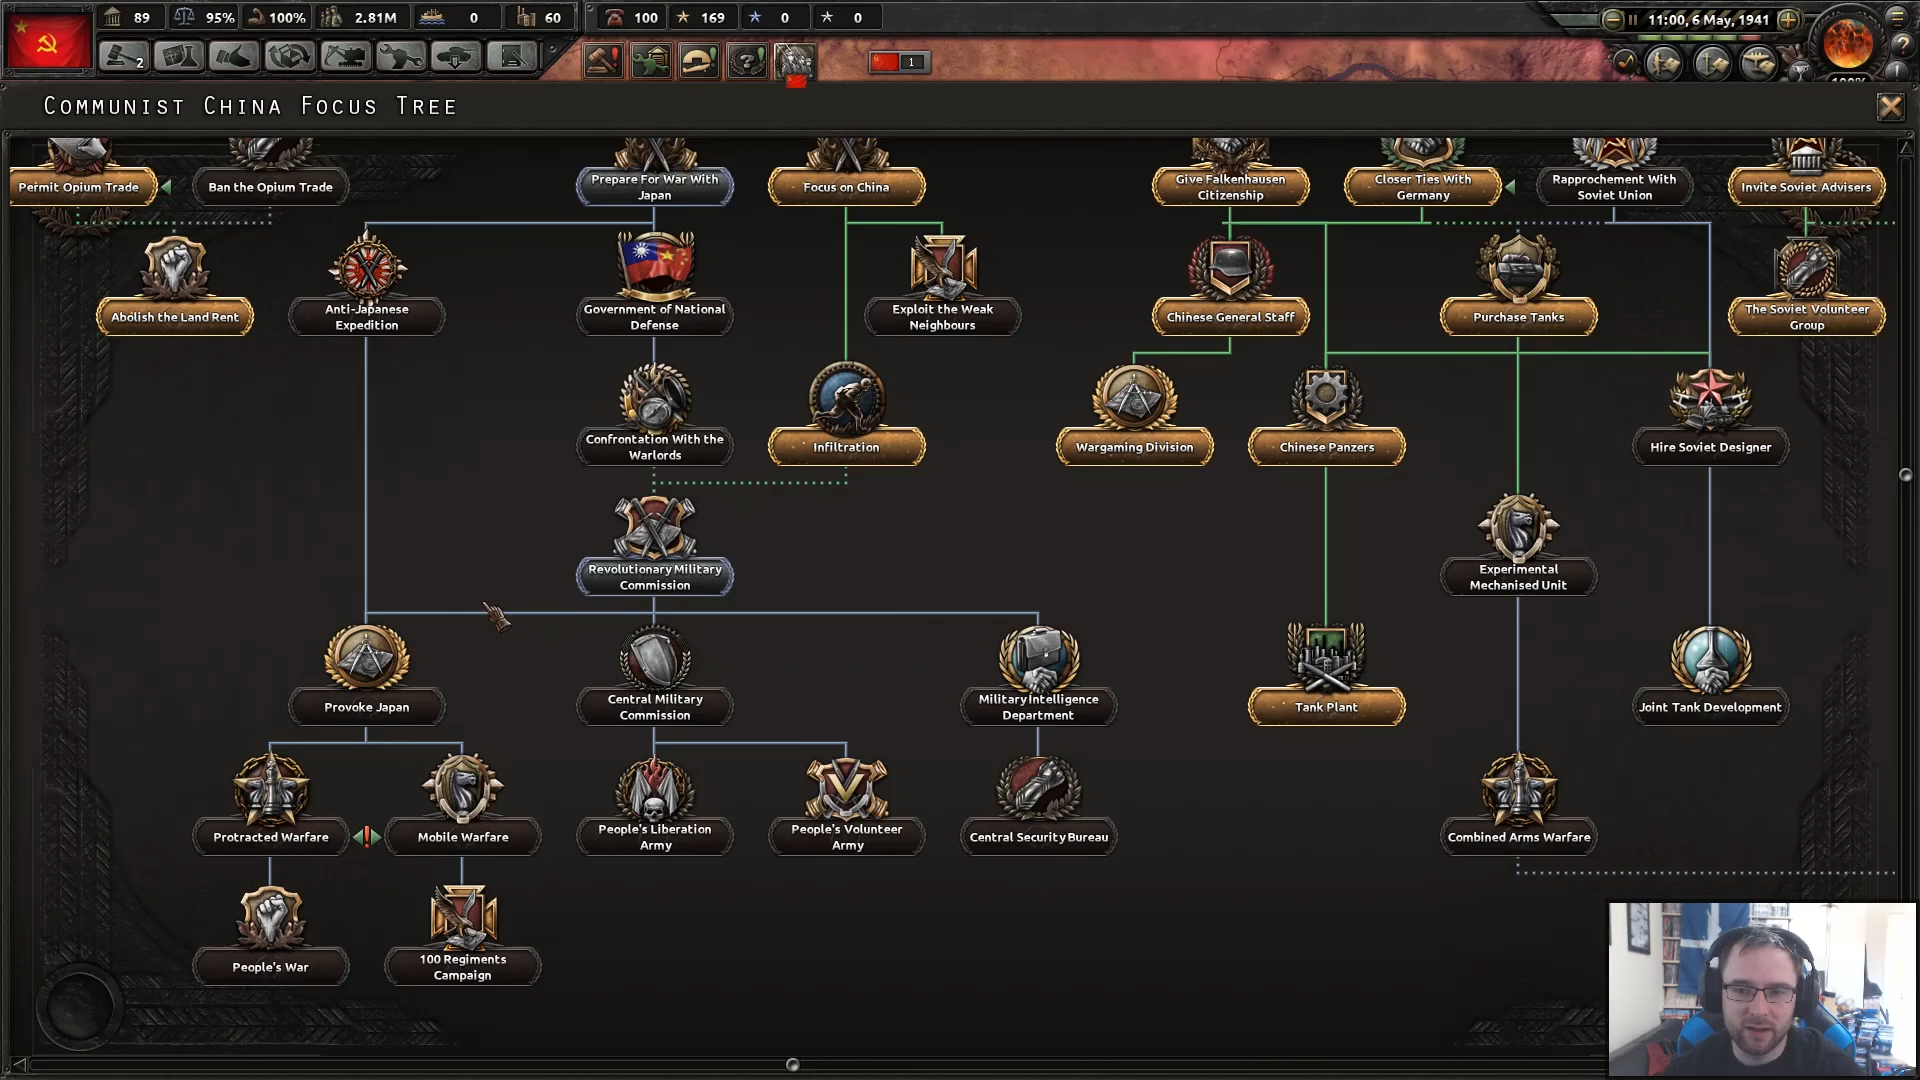 89
95%
100%
2.81M
0
60
100
169
0
0
11:00, 6 May, 1941
2
1
COMMUNIST CHINA FOCUS TREE
Permit Opium Trade
Ban the Opium Trade
Prepare For War With
Japan
Focus on China
Give Falkenhausen
Citizenship
Closer Ties With
Germany
Rapprochement With
Soviet Union
Invite Soviet Advisers
Abolish the Land Rent
Anti-Japanese
Expedition
Government of National
Defense
Exploit the Weak
Neighbours
Chinese General Staff
Purchase Tanks
The Soviet Volunteer
Group
Confrontation With the
Warlords
Infiltration
Wargaming Division
Chinese Panzers
Hire Soviet Designer
Revolutionary Military
Commission
Experimental
Mechanised Unit
Provoke Japan
Central Military
Commission
Military Intelligence
Department
Tank Plant
Joint Tank Development
Protracted Warfare
Mobile Warfare
People's Liberation
Army
People's Volunteer
Army
Central Security Bureau
Combined Arms Warfare
People's War
100 Regiments
Campaign